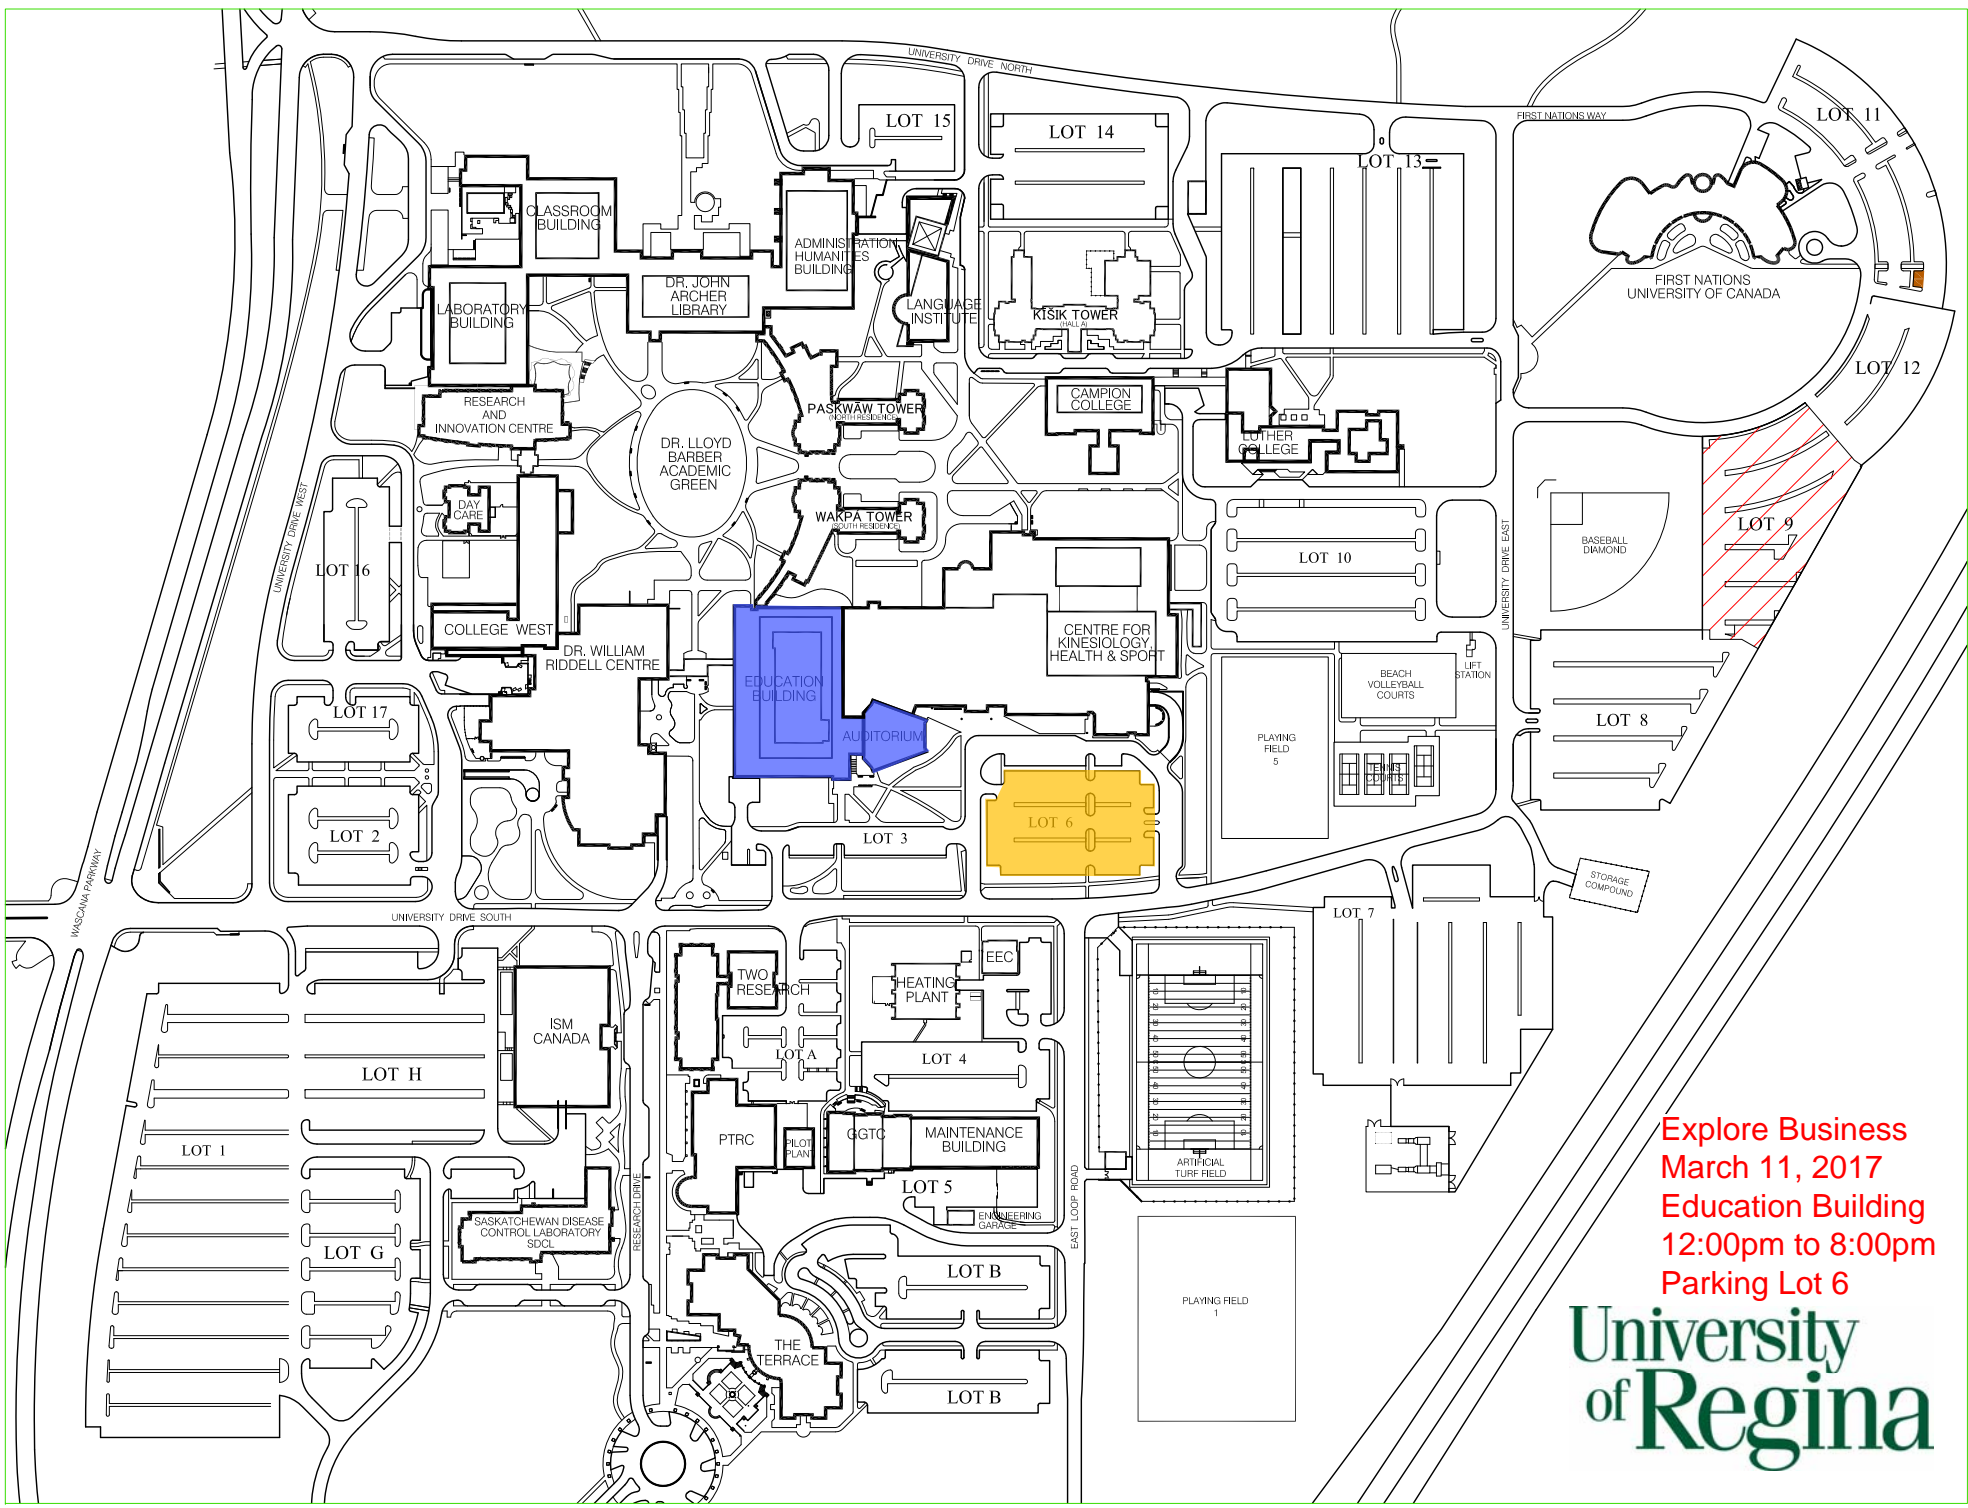 UNIVERSITY DRIVE NORTH
FIRST NATIONS WAY
LOT 11
LOT 15
LOT 14
LOT 13
CLASSROOM
BUILDING
ADMINISTRATION
HUMANITIES
BUILDING
DR. JOHN
ARCHER
LIBRARY
LABORATORY
BUILDING
LANGUAGE
INSTITUTE
KĪŠIK TOWER
(HALL A)
FIRST NATIONS
UNIVERSITY OF CANADA
LOT 12
RESEARCH
AND
INNOVATION CENTRE
PASKWĀW TOWER
(NORTH RESIDENCE)
CAMPION
COLLEGE
LUTHER
COLLEGE
DR. LLOYD
BARBER
ACADEMIC
GREEN
DAY
CARE
WAKPÁ TOWER
(SOUTH RESIDENCE)
UNIVERSITY DRIVE WEST
LOT 16
LOT 10
UNIVERSITY DRIVE EAST
BASEBALL
DIAMOND
LOT 9
COLLEGE WEST
DR. WILLIAM
RIDDELL CENTRE
EDUCATION
BUILDING
AUDITORIUM
CENTRE FOR
KINESIOLOGY,
HEALTH & SPORT
BEACH
VOLLEYBALL
COURTS
LIFT
STATION
LOT 17
LOT 8
PLAYING
FIELD
5
TENNIS
COURTS
LOT 2
LOT 3
LOT 6
WASCANA PARKWAY
UNIVERSITY DRIVE SOUTH
STORAGE
COMPOUND
LOT 7
TWO
RESEARCH
HEATING
PLANT
EEC
ISM
CANADA
LOT A
LOT 4
LOT H
LOT 1
PTRC
PILOT
PLANT
GGTC
MAINTENANCE
BUILDING
ARTIFICIAL
TURF FIELD
LOT 5
ENGINEERING
GARAGE
EAST LOOP ROAD
RESEARCH DRIVE
SASKATCHEWAN DISEASE
CONTROL LABORATORY
SDCL
LOT G
LOT B
PLAYING FIELD
1
THE
TERRACE
LOT B
Explore Business
March 11, 2017
Education Building
12:00pm to 8:00pm
Parking Lot 6
University
of Regina